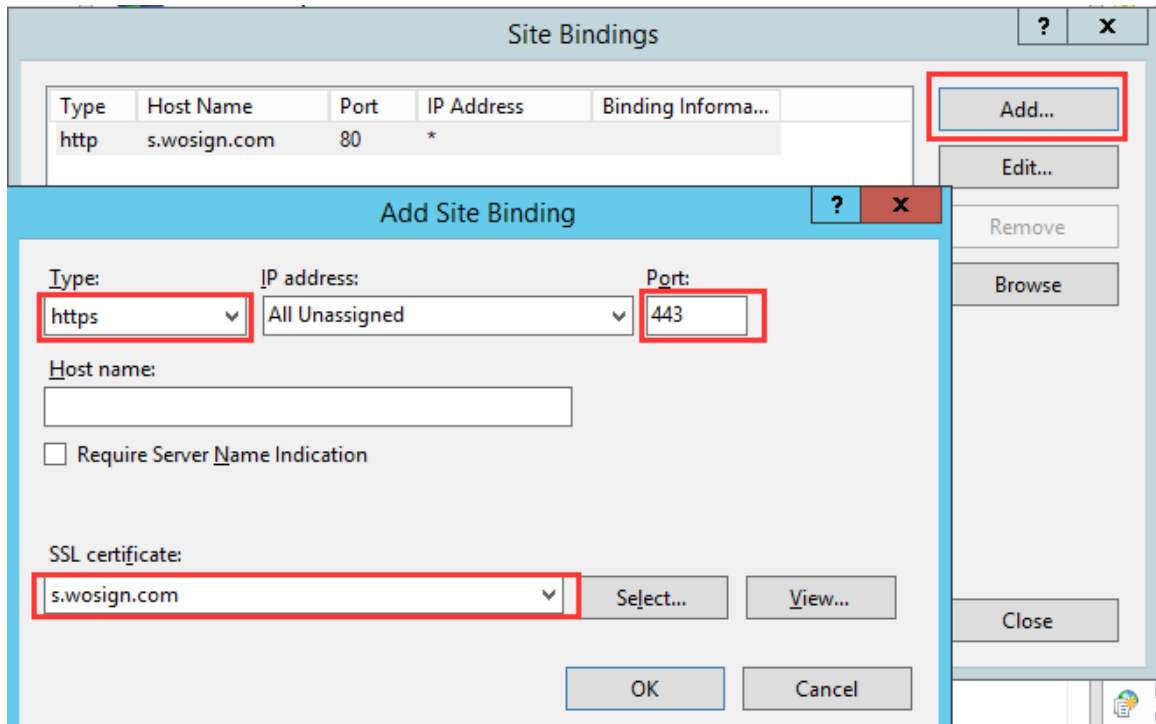 Site Bindings
? x
Type Host Name Port IP Address Binding Informa...
http s.wosign.com 80 *
Add...
Edit...
Remove
Browse
Close
Add Site Binding
? x
Type: IP address: Port:
https All Unassigned 443
Host name:
Require Server Name Indication
SSL certificate:
s.wosign.com Select... View...
OK Cancel